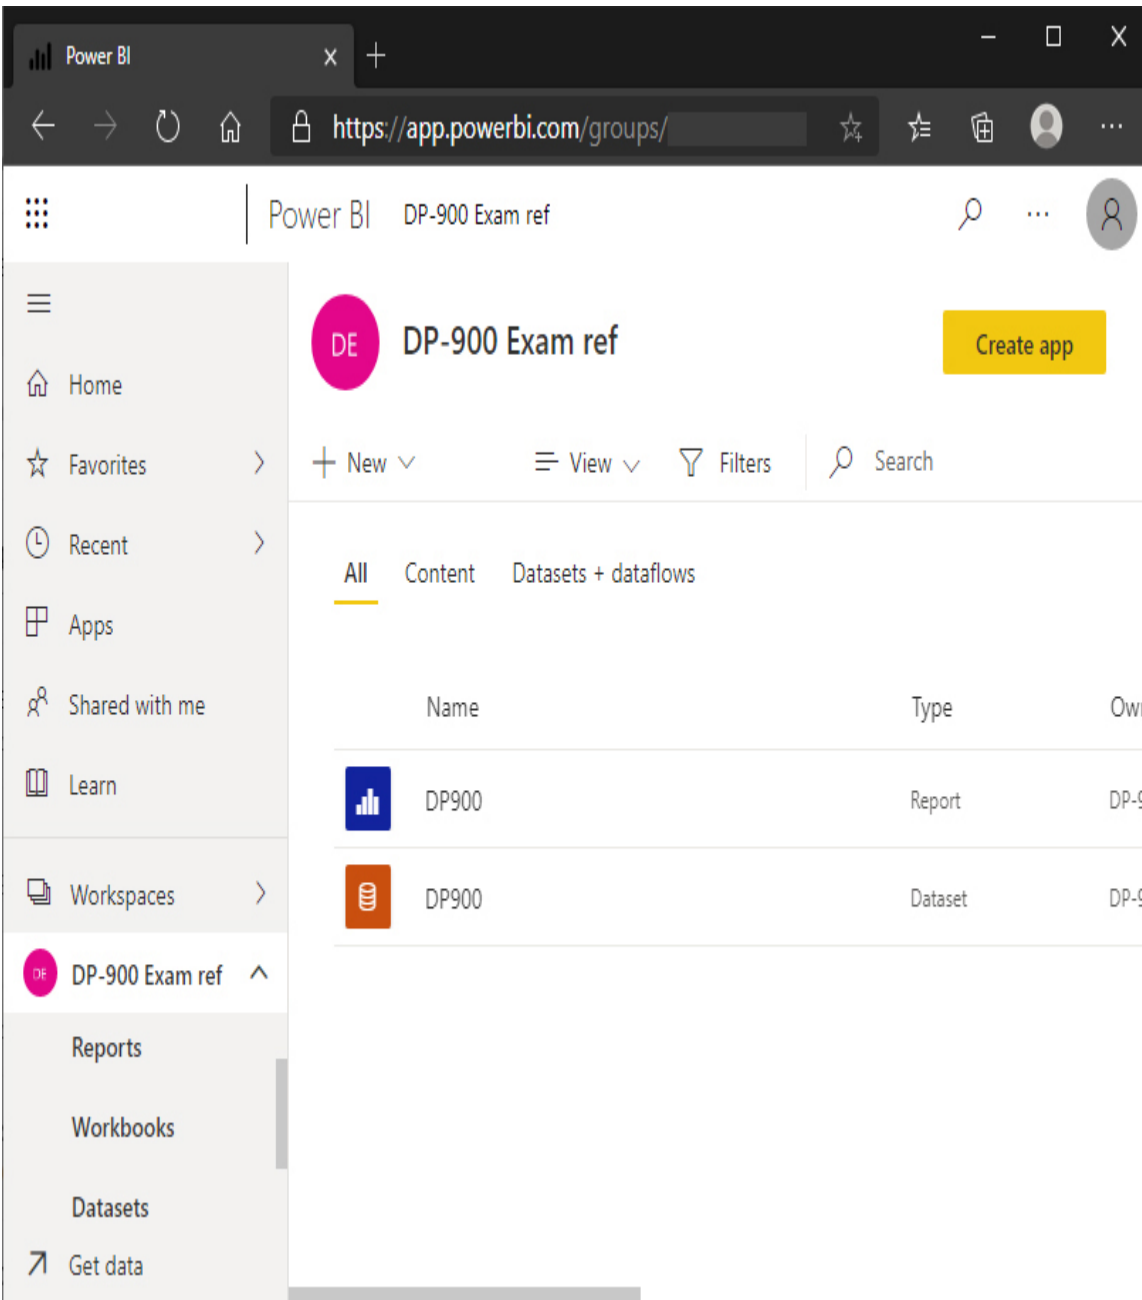 Power BI
https://app.powerbi.com/groups/
Power BI DP-900 Exam ref
DE DP-900 Exam ref Create app
Home
Favorites
Recent
Apps
Shared with me
Learn
Workspaces
DE DP-900 Exam ref
Reports
Workbooks
Datasets
Get data
New View Filters Search
All Content Datasets + dataflows
Name Type
DP900 Report
DP900 Dataset